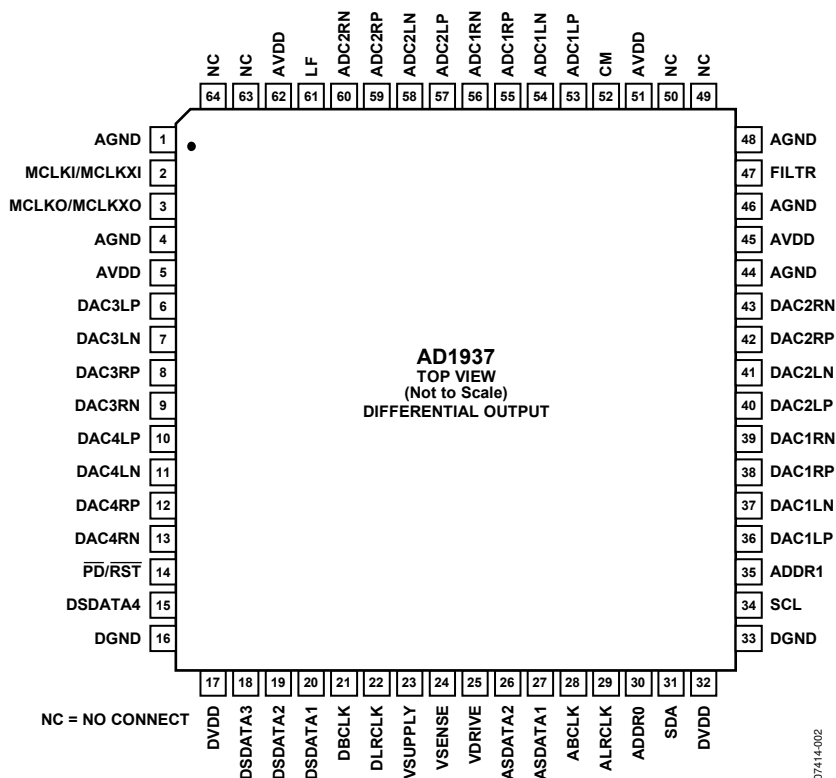 NC
NC
AVDD
LF
ADC2RN
ADC2RP
ADC2LN
ADC2LP
ADC1RN
ADC1RP
ADC1LN
ADC1LP
CM
AVDD
NC
NC
64 63 62 61 60 59 58 57 56 55 54 53 52 51 50 49
AGND 1
MCLKI/MCLKXI 2
MCLKO/MCLKXO 3
AGND 4
AVDD 5
DAC3LP 6
DAC3LN 7
DAC3RP 8
DAC3RN 9
DAC4LP 10
DAC4LN 11
DAC4RP 12
DAC4RN 13
PD/RST 14
DSDATA4 15
DGND 16
AD1937
TOP VIEW
(Not to Scale)
DIFFERENTIAL OUTPUT
48 AGND
47 FILTR
46 AGND
45 AVDD
44 AGND
43 DAC2RN
42 DAC2RP
41 DAC2LN
40 DAC2LP
39 DAC1RN
38 DAC1RP
37 DAC1LN
36 DAC1LP
35 ADDR1
34 SCL
33 DGND
17 18 19 20 21 22 23 24 25 26 27 28 29 30 31 32
DVDD
DSDATA3
DSDATA2
DSDATA1
DBCLK
DLRCLK
VSUPPLY
VSENSE
VDRIVE
ASDATA2
ASDATA1
ABCLK
ALRCLK
ADDR0
SDA
DVDD
NC = NO CONNECT
07414-002